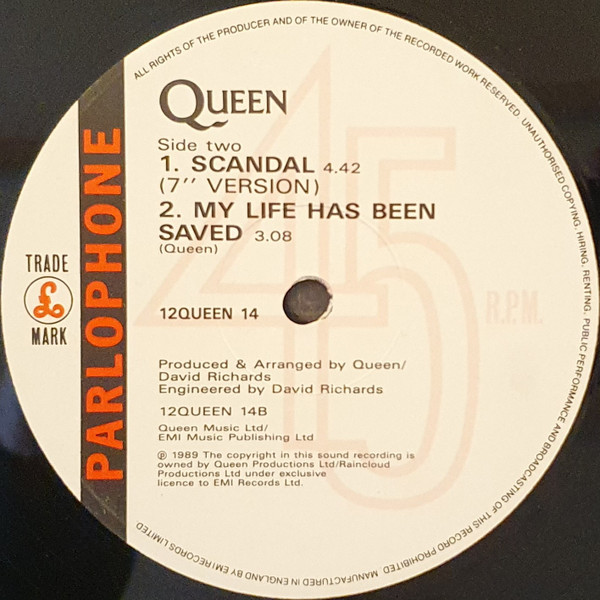 ALL RIGHTS OF THE PRODUCER AND OF THE OWNER OF THE RECORDED WORK RESERVED. UNAUTHORISED COPYING, HIRING, RENTING, PUBLIC PERFORMANCE AND BROADCASTING OF THIS RECORD PROHIBITED
MANUFACTURED IN ENGLAND BY EMI RECORDS LIMITED
PARLOPHONE
TRADE
£
MARK
QUEEN
Side two
1. SCANDAL 4.42
(7'' VERSION)
2. MY LIFE HAS BEEN
SAVED 3.08
(Queen)
45
R.P.M.
12QUEEN 14
Produced & Arranged by Queen/
David Richards
Engineered by David Richards
12QUEEN 14B
Queen Music Ltd/
EMI Music Publishing Ltd
℗ 1989 The copyright in this sound recording is
owned by Queen Productions Ltd/Raincloud
Productions Ltd under exclusive
licence to EMI Records Ltd.